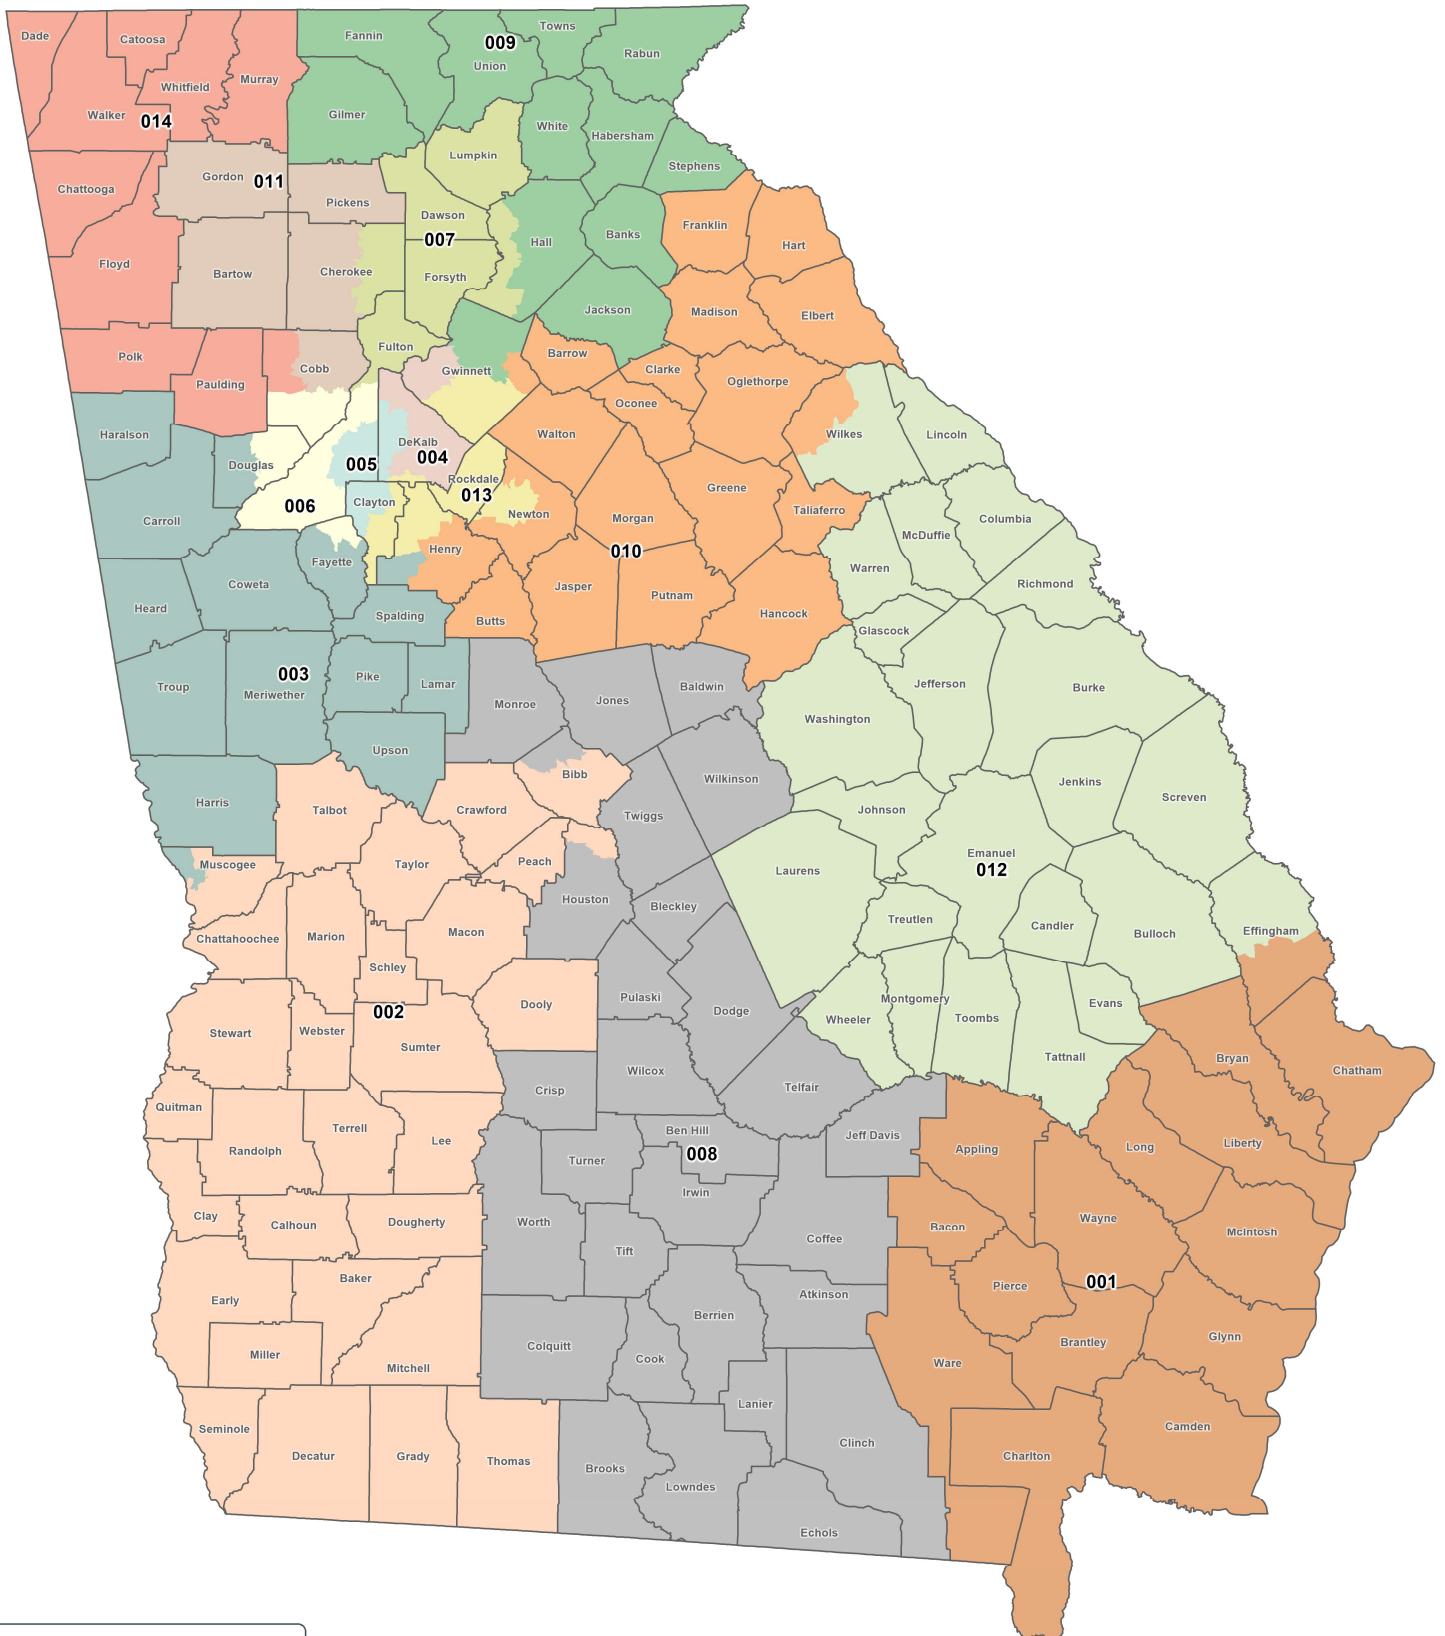 Dade
Catoosa
Fannin
Towns
009
Union
Rabun
Whitfield
Murray
Walker
014
Gilmer
White
Habersham
Lumpkin
Stephens
Chattooga
Gordon
011
Pickens
Dawson
007
Hall
Banks
Franklin
Hart
Floyd
Bartow
Cherokee
Forsyth
Jackson
Madison
Elbert
Polk
Paulding
Cobb
Fulton
Gwinnett
Barrow
Clarke
Oglethorpe
Oconee
Haralson
Douglas
DeKalb
004
005
Walton
Wilkes
Lincoln
Rockdale
013
Greene
Carroll
006
Clayton
Newton
Morgan
Taliaferro
Columbia
McDuffie
Henry
010
Fayette
Warren
Richmond
Coweta
Jasper
Putnam
Hancock
Heard
Spalding
Butts
Glascock
Troup
003
Meriwether
Pike
Lamar
Monroe
Jones
Baldwin
Jefferson
Burke
Washington
Upson
Bibb
Wilkinson
Jenkins
Screven
Harris
Talbot
Crawford
Twiggs
Johnson
Muscogee
Taylor
Peach
Laurens
Emanuel
012
Houston
Bleckley
Treutlen
Candler
Bulloch
Effingham
Chattahoochee
Marion
Macon
Schley
Pulaski
Dodge
Montgomery
Evans
Stewart
Webster
002
Dooly
Wheeler
Toombs
Sumter
Tattnall
Bryan
Chatham
Crisp
Wilcox
Telfair
Quitman
Terrell
Lee
Randolph
Ben Hill
008
Jeff Davis
Appling
Long
Liberty
Turner
Irwin
Clay
Calhoun
Dougherty
Worth
Tift
Coffee
Bacon
Wayne
McIntosh
Early
Baker
Atkinson
Pierce
001
Berrien
Miller
Mitchell
Colquitt
Cook
Ware
Brantley
Glynn
Seminole
Decatur
Grady
Thomas
Brooks
Lanier
Clinch
Charlton
Camden
Lowndes
Echols